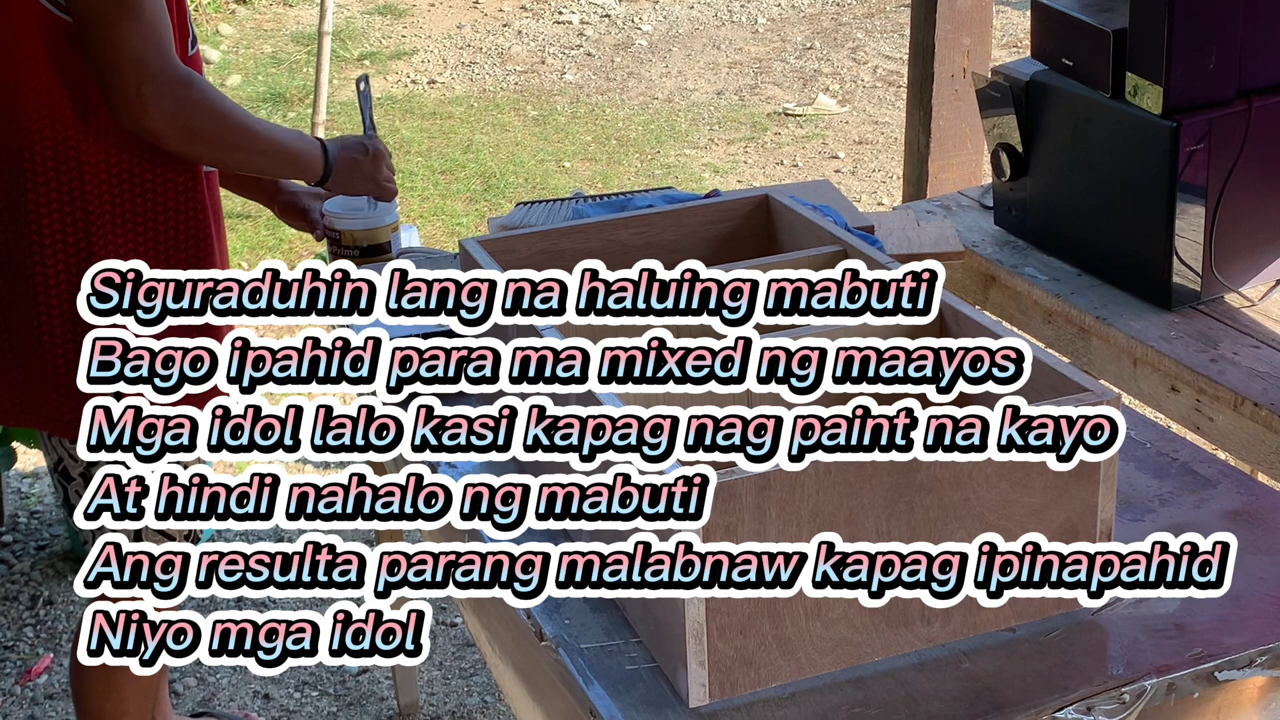 Siguraduhin lang na haluing mabuti
Bago ipahid para ma mixed ng maayos
Mga idol lalo kasi kapag nag paint na kayo
At hindi nahalo ng mabuti
Ang resulta parang malabnaw kapag ipinapahid
Niyo mga idol
Prime